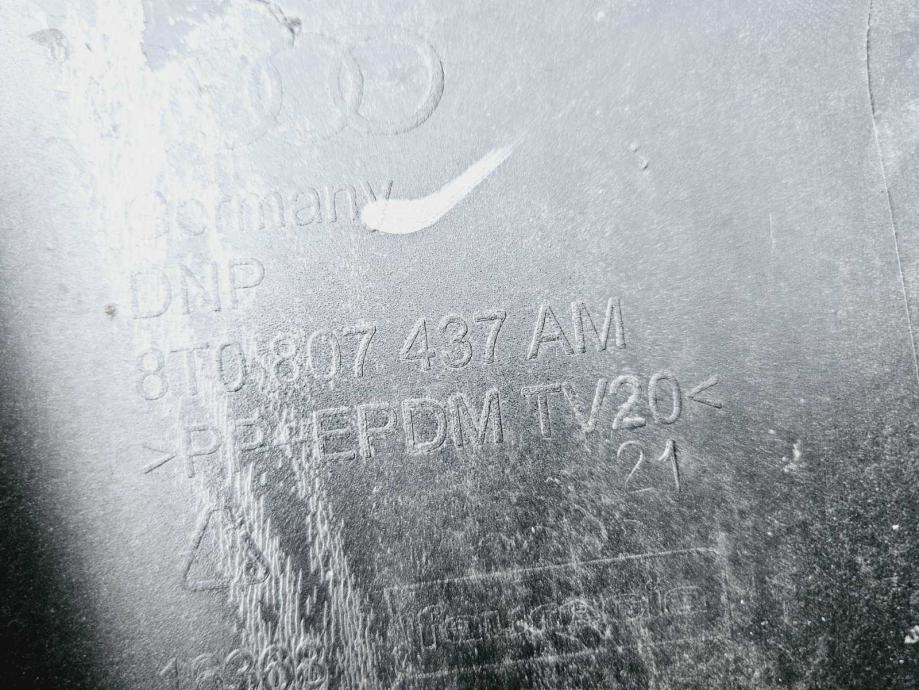 Germany
DNP
8T0 807 437 AM
>PP+EPDM TV20<
21